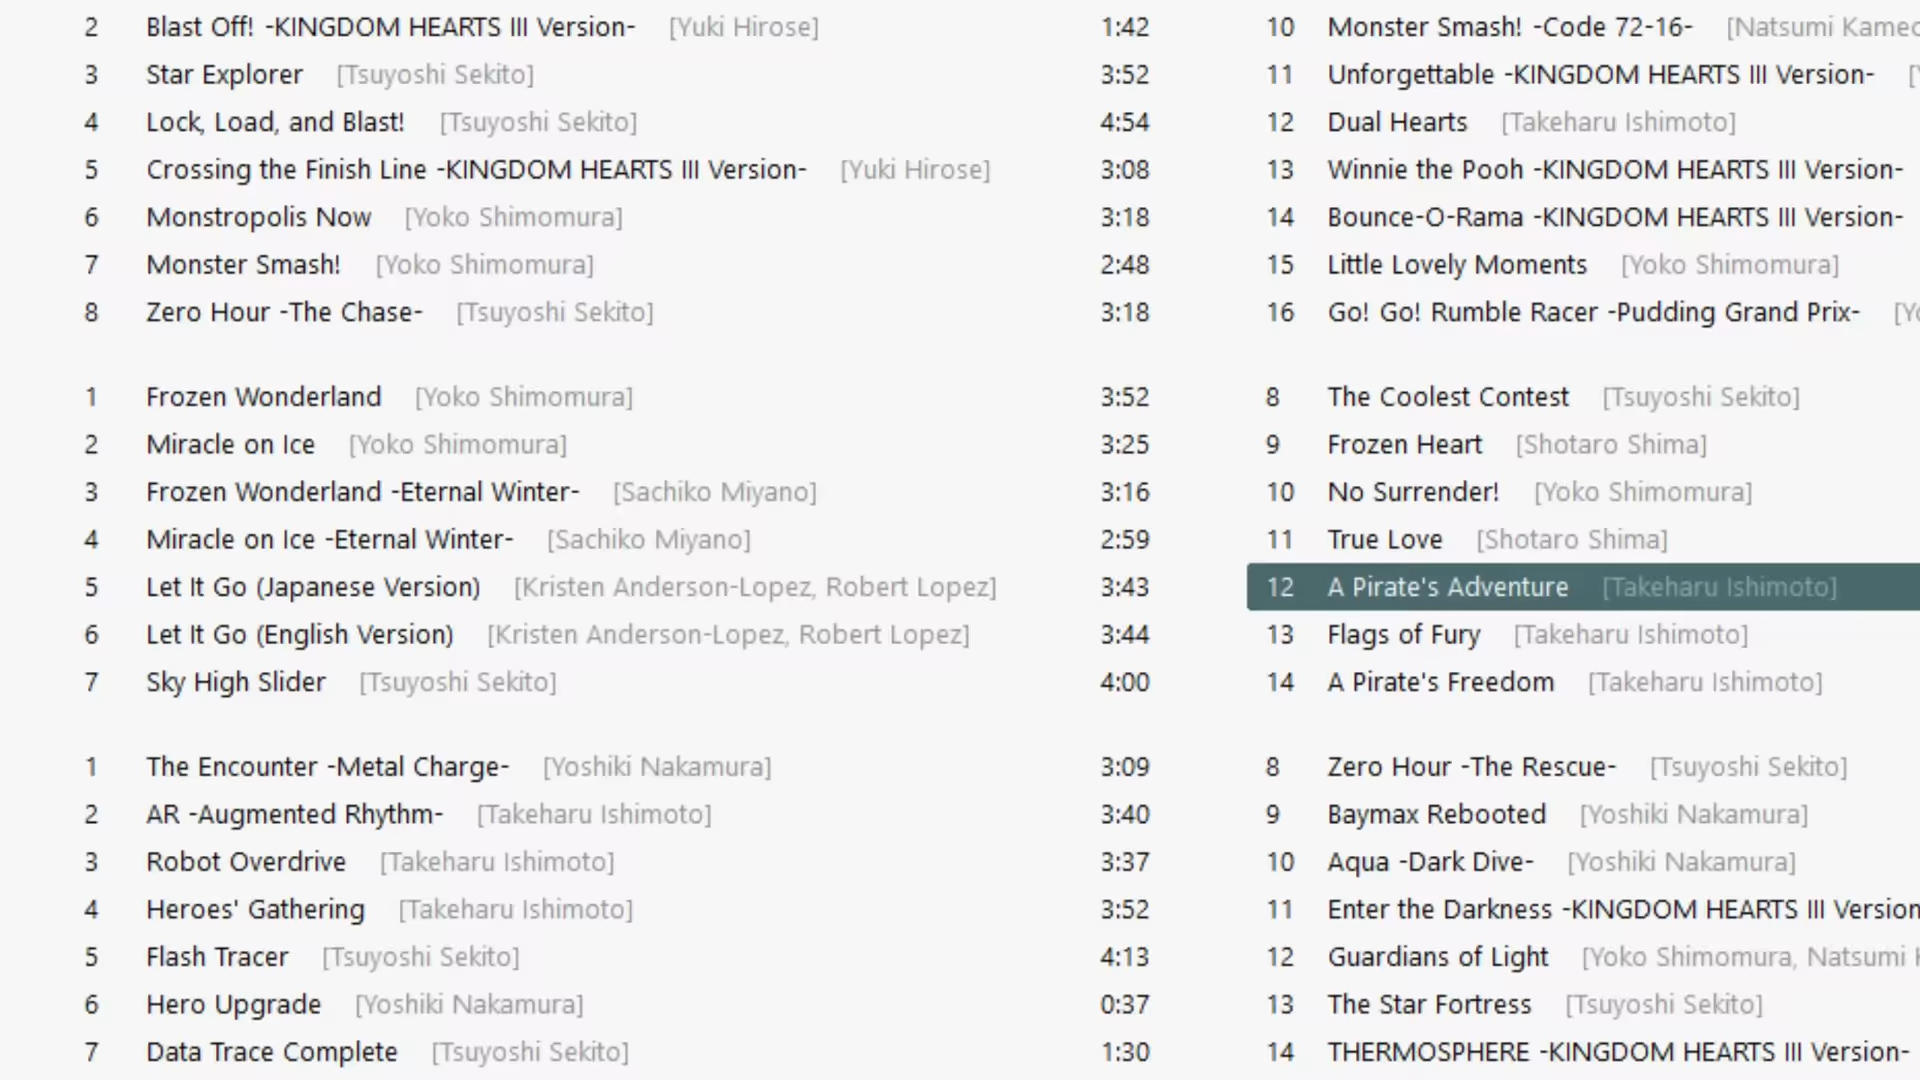 2 Blast Off! -KINGDOM HEARTS III Version- [Yuki Hirose] 1:42
3 Star Explorer [Tsuyoshi Sekito] 3:52
4 Lock, Load, and Blast! [Tsuyoshi Sekito] 4:54
5 Crossing the Finish Line -KINGDOM HEARTS III Version- [Yuki Hirose] 3:08
6 Monstropolis Now [Yoko Shimomura] 3:18
7 Monster Smash! [Yoko Shimomura] 2:48
8 Zero Hour -The Chase- [Tsuyoshi Sekito] 3:18
10 Monster Smash! -Code 72-16- [Natsumi
11 Unforgettable -KINGDOM HEARTS III Version-
12 Dual Hearts [Takeharu Ishimoto]
13 Winnie the Pooh -KINGDOM HEARTS III Version-
14 Bounce-O-Rama -KINGDOM HEARTS III Version-
15 Little Lovely Moments [Yoko Shimomura]
16 Go! Go! Rumble Racer -Pudding Grand Prix-
1 Frozen Wonderland [Yoko Shimomura] 3:52
2 Miracle on Ice [Yoko Shimomura] 3:25
3 Frozen Wonderland -Eternal Winter- [Sachiko Miyano] 3:16
4 Miracle on Ice -Eternal Winter- [Sachiko Miyano] 2:59
5 Let It Go (Japanese Version) [Kristen Anderson-Lopez, Robert Lopez] 3:43
6 Let It Go (English Version) [Kristen Anderson-Lopez, Robert Lopez] 3:44
7 Sky High Slider [Tsuyoshi Sekito] 4:00
8 The Coolest Contest [Tsuyoshi Sekito]
9 Frozen Heart [Shotaro Shima]
10 No Surrender! [Yoko Shimomura]
11 True Love [Shotaro Shima]
12 A Pirate's Adventure [Takeharu Ishimoto]
13 Flags of Fury [Takeharu Ishimoto]
14 A Pirate's Freedom [Takeharu Ishimoto]
1 The Encounter -Metal Charge- [Yoshiki Nakamura] 3:09
2 AR -Augmented Rhythm- [Takeharu Ishimoto] 3:40
3 Robot Overdrive [Takeharu Ishimoto] 3:37
4 Heroes' Gathering [Takeharu Ishimoto] 3:52
5 Flash Tracer [Tsuyoshi Sekito] 4:13
6 Hero Upgrade [Yoshiki Nakamura] 0:37
7 Data Trace Complete [Tsuyoshi Sekito] 1:30
8 Zero Hour -The Rescue- [Tsuyoshi Sekito]
9 Baymax Rebooted [Yoshiki Nakamura]
10 Aqua -Dark Dive- [Yoshiki Nakamura]
11 Enter the Darkness -KINGDOM HEARTS III Version
12 Guardians of Light [Yoko Shimomura, Natsumi
13 The Star Fortress [Tsuyoshi Sekito]
14 THERMOSPHERE -KINGDOM HEARTS III Version-